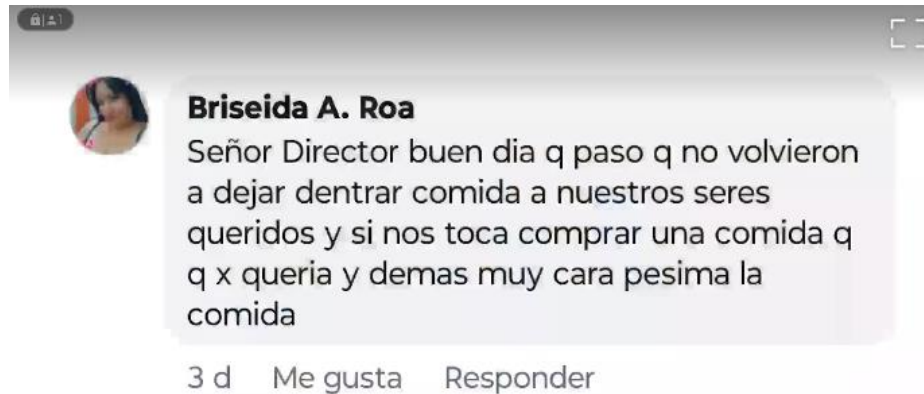 Briseida A. Roa
Señor Director buen dia q paso q no volvieron
a dejar dentrar comida a nuestros seres
queridos y si nos toca comprar una comida q
q x queria y demas muy cara pesima la
comida
3 d Me gusta Responder